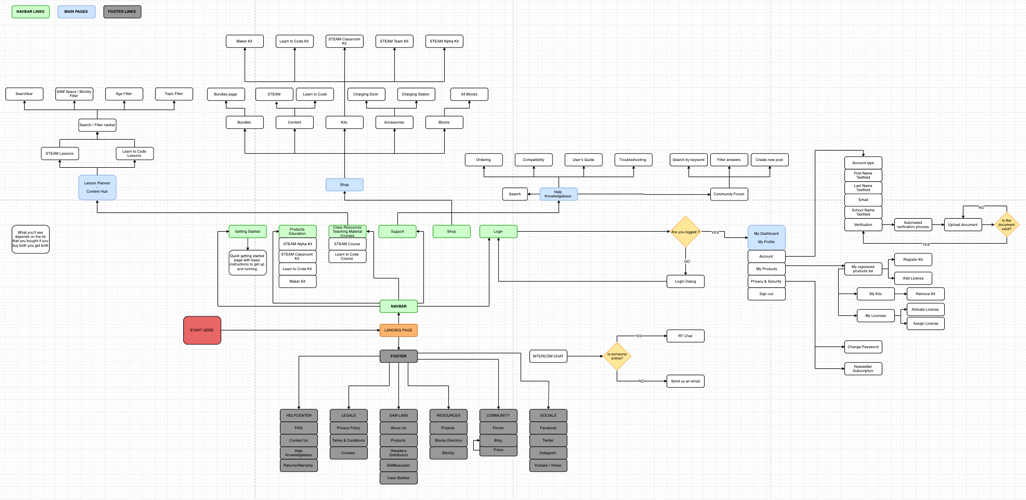 NAVBAR LINKS
MAIN PAGES
FOOTER LINKS
Maker Kit
Learn to Code Kit
STEAM Classroom
Kit
STEAM Team Kit
STEAM Alpha Kit
Searchbar
SAM Space / Blockly
Filter
Age Filter
Topic Filter
Bundles page
STEAM
Learn to Code
Charging Dock
Charging Station
All Blocks
Search / Filter navbar
Bundles
Content
Kits
Accessories
Blocks
STEAM Lessons
Learn to Code
Lessons
Ordering
Compatibility
User's Guide
Troubleshooting
Search by keyword
Filter answers
Create new post
Lesson Planner
Content Hub
Shop
Search
Help
Knowledgebase
Community Forum
Account type
First Name
Textfield
Last Name
Textfield
Email
School Name
Textfield
Verification
Automated
verification process
Upload document
Is the
document
valid?
NO
YES
What you'll see
depends on the kit
that you bought if you
buy both you get both
Getting Started
Quick getting started
page with basic
instructions to get up
and running
Products
Education
STEAM Alpha Kit
STEAM Classroom
Kit
Learn to Code Kit
Maker Kit
Class Resources
Teaching Material
Courses
STEAM Course
Learn to Code
Course
Support
Shop
Login
Are you logged?
YES
NO
Login Dialog
My Dashboard
My Profile
Account
My Products
Privacy & Security
Sign out
My registered
products list
Register Kit
Add License
My Kits
Remove Kit
My Licenses
Activate License
Assign License
Change Password
Newsletter
Subscription
NAVBAR
START HERE
LANDING PAGE
FOOTER
INTERCOM CHAT
Is someone
online?
YES
NO
RT Chat
Send us an email
HELPCENTER
FAQ
Contact Us
Help
Knowledgebase
Returns/Warranty
LEGALS
Privacy Policy
Terms & Conditions
Cookies
SAM LABS
About Us
Products
Resellers
Distributors
SAMbassador
Case Studies
RESOURCES
Projects
Blocks Directory
Blockly
COMMUNITY
Forum
Blog
Press
SOCIALS
Facebook
Twitter
Instagram
Youtube / Vimeo